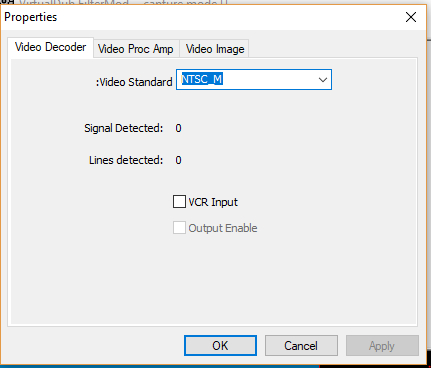 VirtualDub FilterMod - capture mode [
Properties
Video Decoder Video Proc Amp Video Image
:Video Standard NTSC_M
Signal Detected: 0
Lines detected: 0
VCR Input
Output Enable
OK Cancel Apply